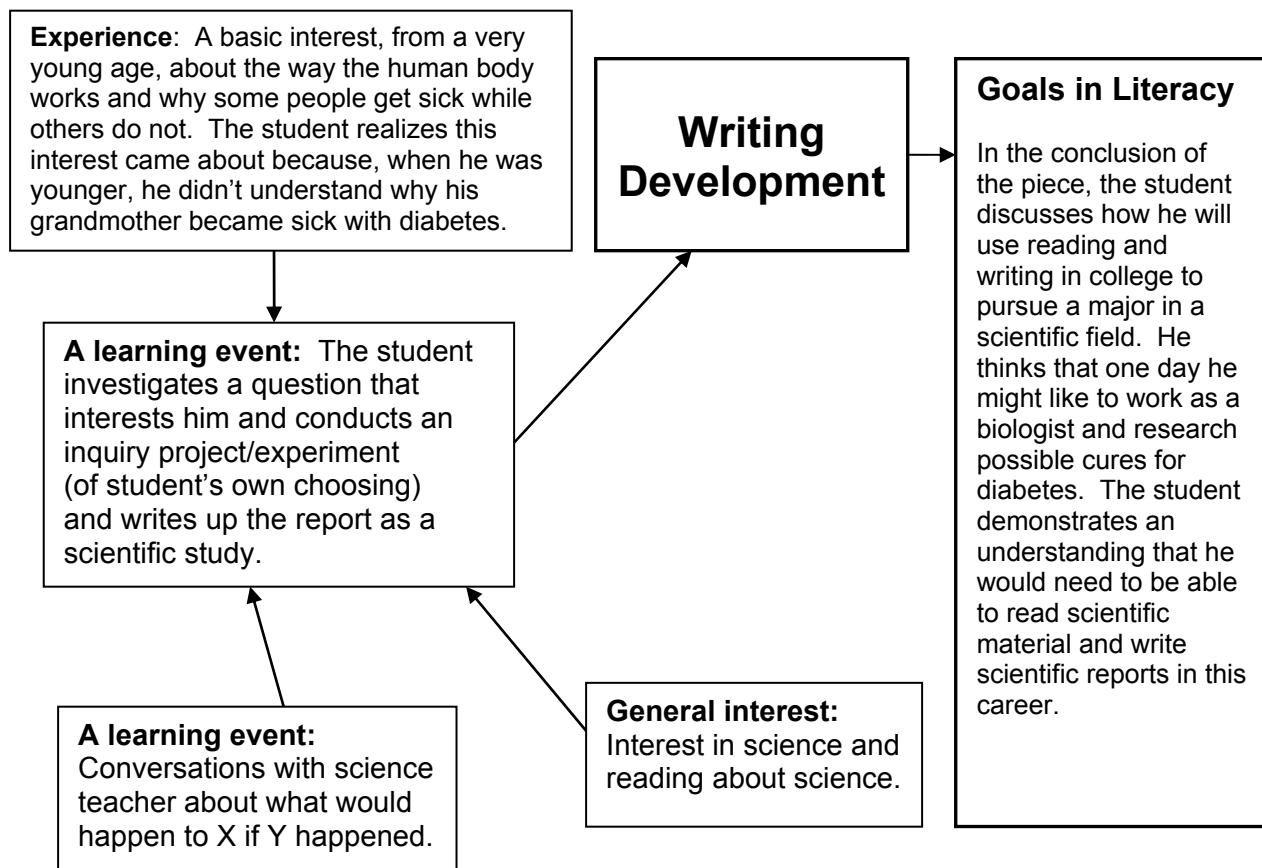 Experience:  A basic interest, from a very
young age, about the way the human body
works and why some people get sick while
others do not.  The student realizes this
interest came about because, when he was
younger, he didn’t understand why his
grandmother became sick with diabetes.
Writing
Development
Goals in Literacy
In the conclusion of
the piece, the student
discusses how he will
use reading and
writing in college to
pursue a major in a
scientific field.  He
thinks that one day he
might like to work as a
biologist and research
possible cures for
diabetes.  The student
demonstrates an
understanding that he
would need to be able
to read scientific
material and write
scientific reports in this
career.
A learning event:  The student
investigates a question that
interests him and conducts an
inquiry project/experiment
(of student’s own choosing)
and writes up the report as a
scientific study.
A learning event:
Conversations with science
teacher about what would
happen to X if Y happened.
General interest:
Interest in science and
reading about science.